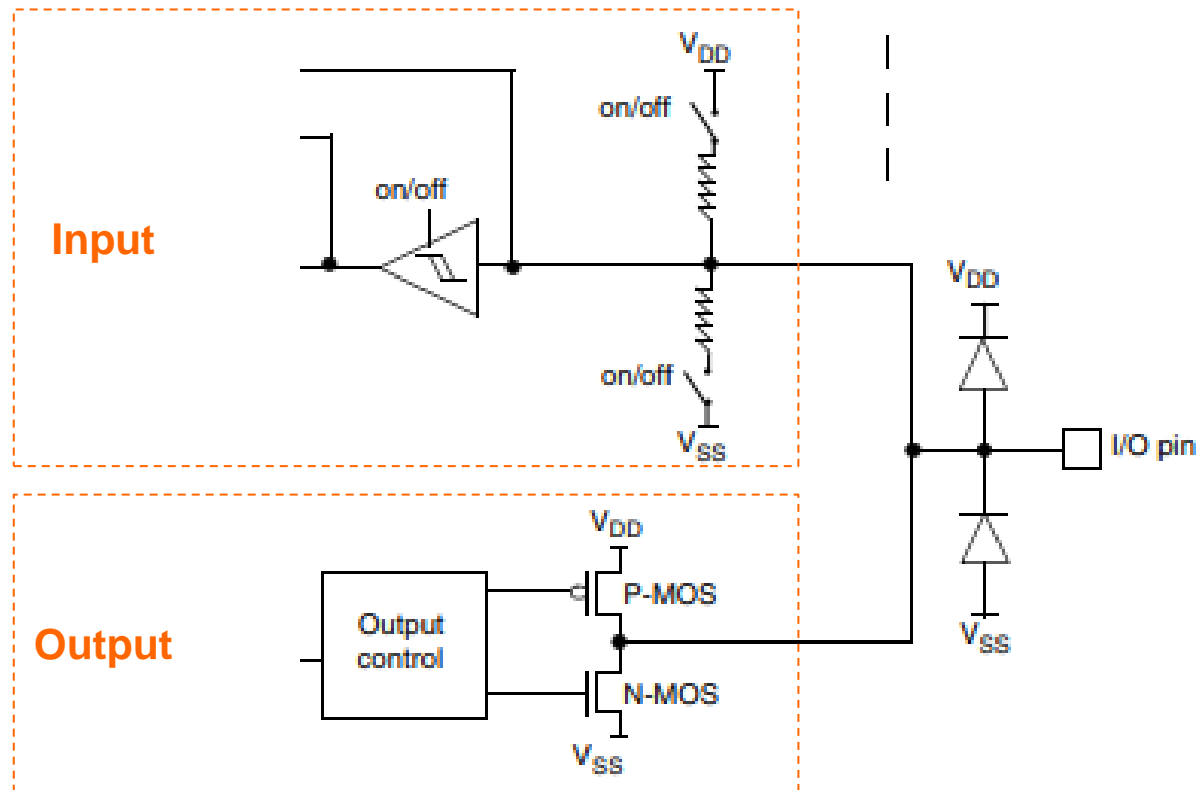 VDD
on/off
on/off
Input
VDD
on/off
VSS
I/O pin
VDD
P-MOS
Output
control
Output
VSS
N-MOS
VSS